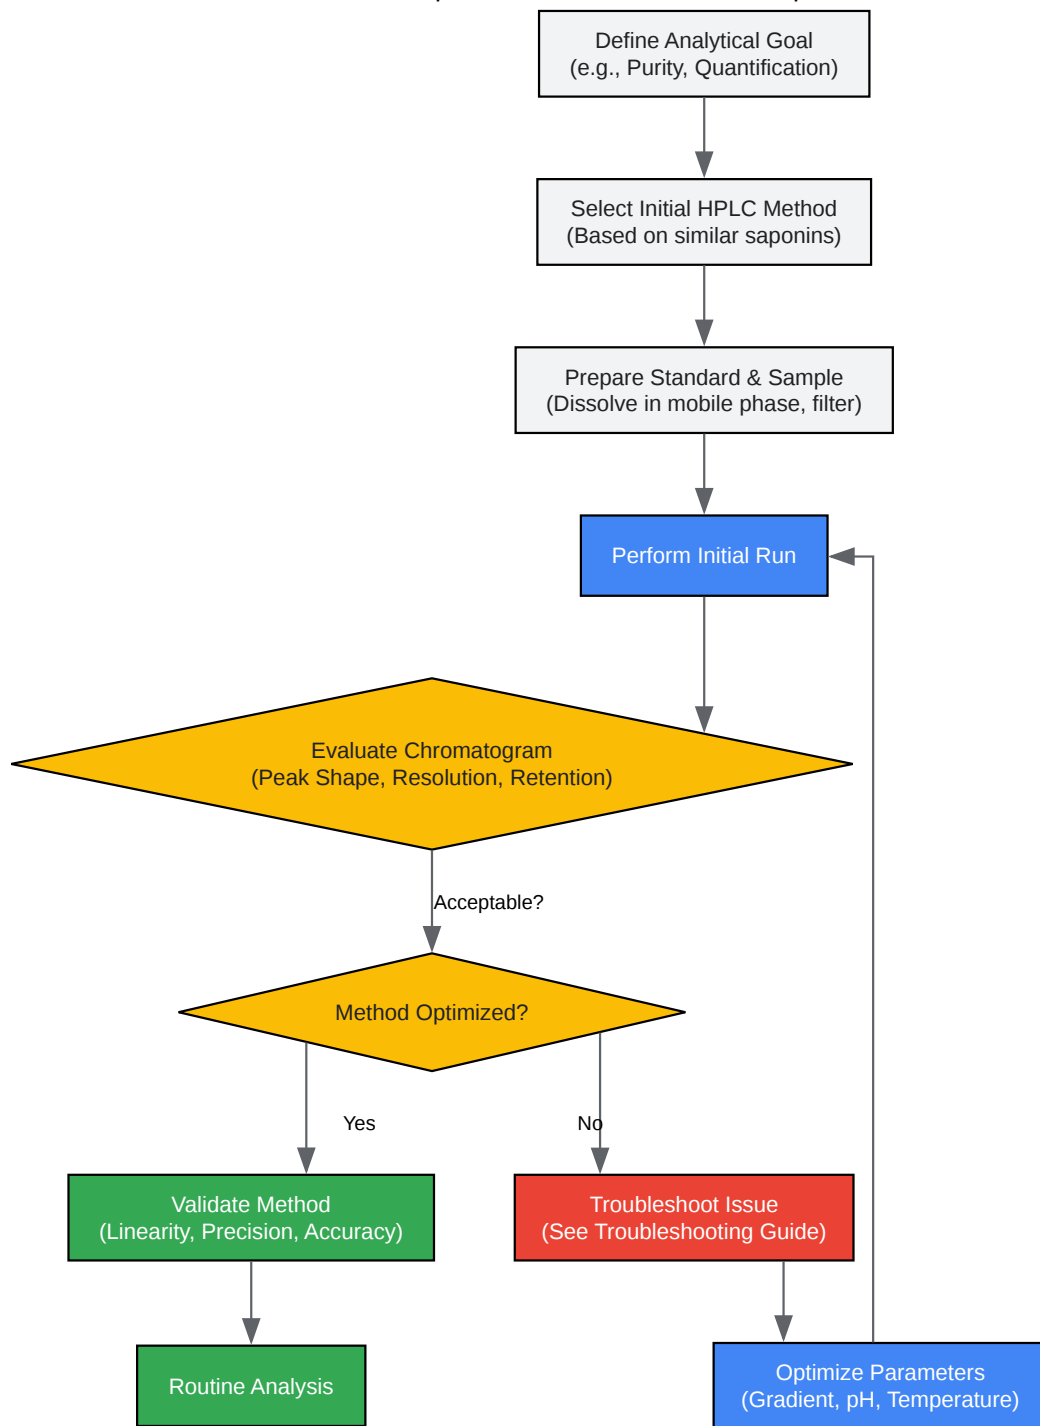 Define Analytical Goal
(e.g., Purity, Quantification)
Select Initial HPLC Method
(Based on similar saponins)
Prepare Standard & Sample
(Dissolve in mobile phase, filter)
Perform Initial Run
Evaluate Chromatogram
(Peak Shape, Resolution, Retention)
Acceptable?
Method Optimized?
Yes
No
Validate Method
(Linearity, Precision, Accuracy)
Troubleshoot Issue
(See Troubleshooting Guide)
Routine Analysis
Optimize Parameters
(Gradient, pH, Temperature)